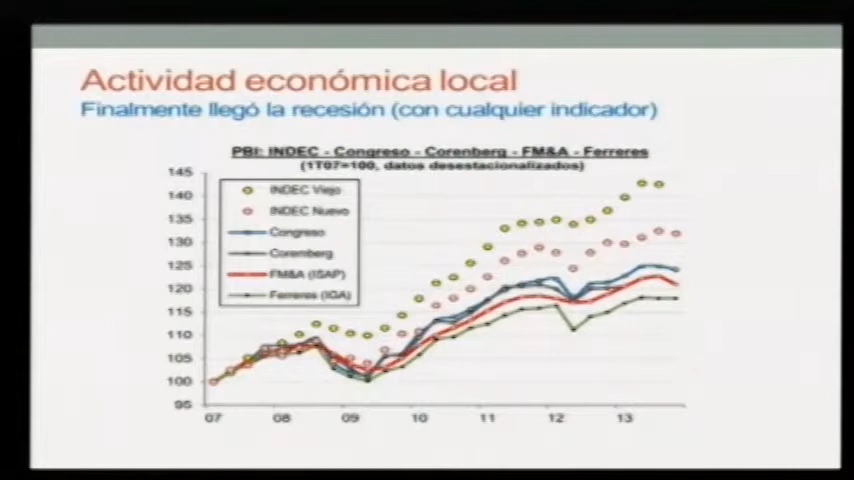 Actividad económica local
Finalmente llegó la recesión (con cualquier indicador)
PBI: INDEC - Congreso - Corenberg - FM&A - Ferreres
(1T07=100, datos desestacionalizados)
145
140
135
130
125
120
115
110
105
100
95
INDEC Viejo
INDEC Nuevo
Congreso
Coremberg
FM&A (ISAP)
Ferreres (IGA)
07 08 09 10 11 12 13